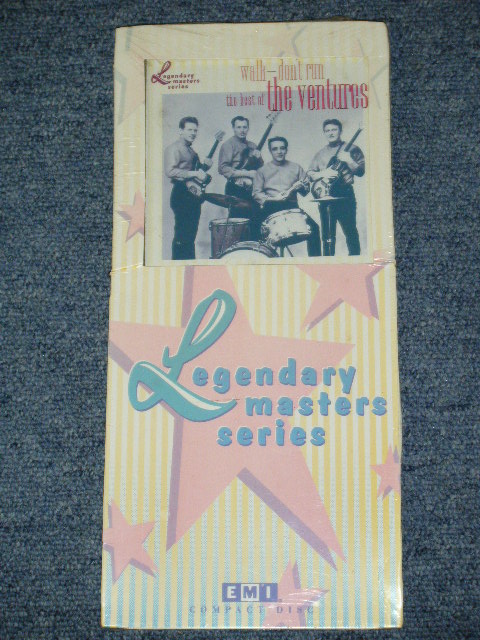 Legendary
masters
series
walk—don't run
the best of the ventures
Legendary
masters
series
EMI
COMPACT DISC